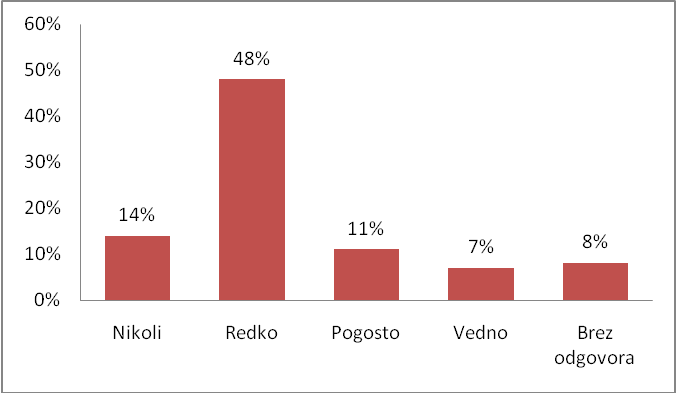 60%
50%
40%
30%
20%
10%
0%
14%
48%
11%
7%
8%
Nikoli
Redko
Pogosto
Vedno
Brez
odgovora